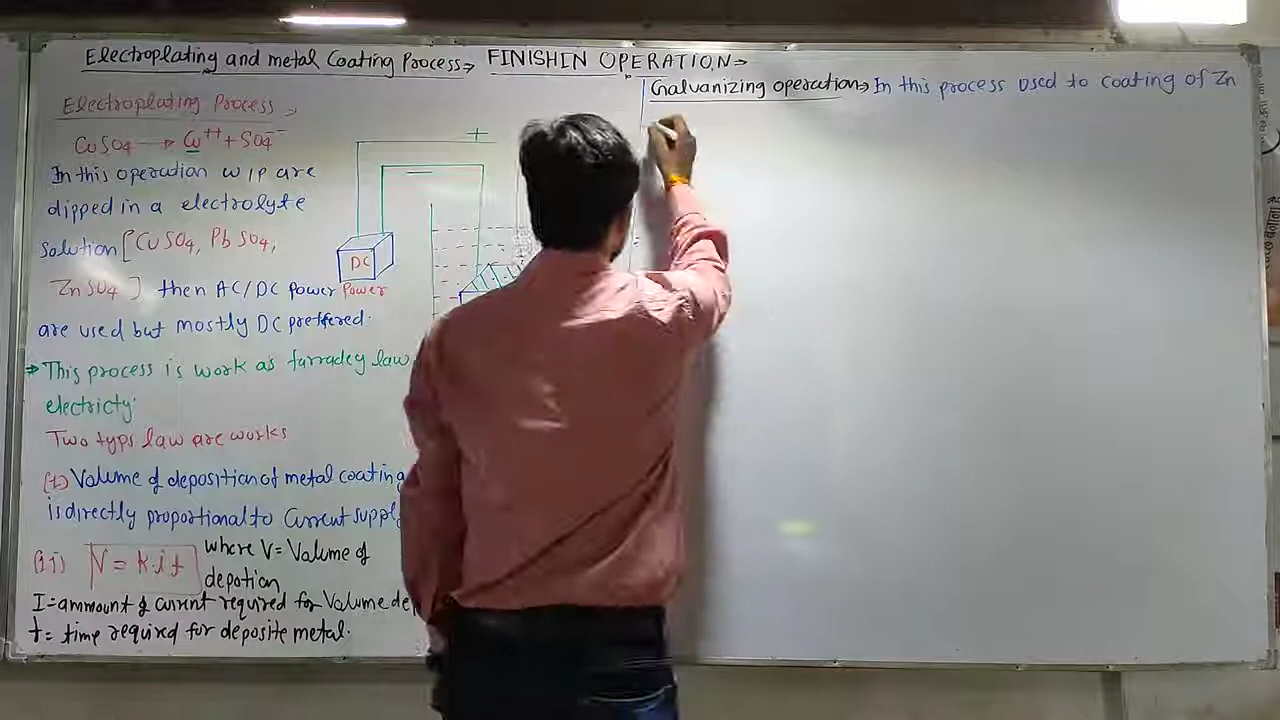 Electroplating and metal Coating Process→ FINISHIN OPERATION→
Electroplating Process→
CuSO4 → Cu++ + SO4--
In this operation W/P are
dipped in a electrolyte
solution [CuSO4, PbSO4,
ZnSO4], then AC/DC power Power
are used but mostly DC preffered.
⇒ This process is work as farradey law
electricty.
Two typs law are works
(i) Volume of deposition of metal coating
is directly proportional to Current suppl
(ii) V = k.i.t where V= Volume of
depotion
I=ammount of current required for Volume dep
t= time required for deposite metal.
+
DC
Galvanizing operation⇒ In this process used to coating of Zn